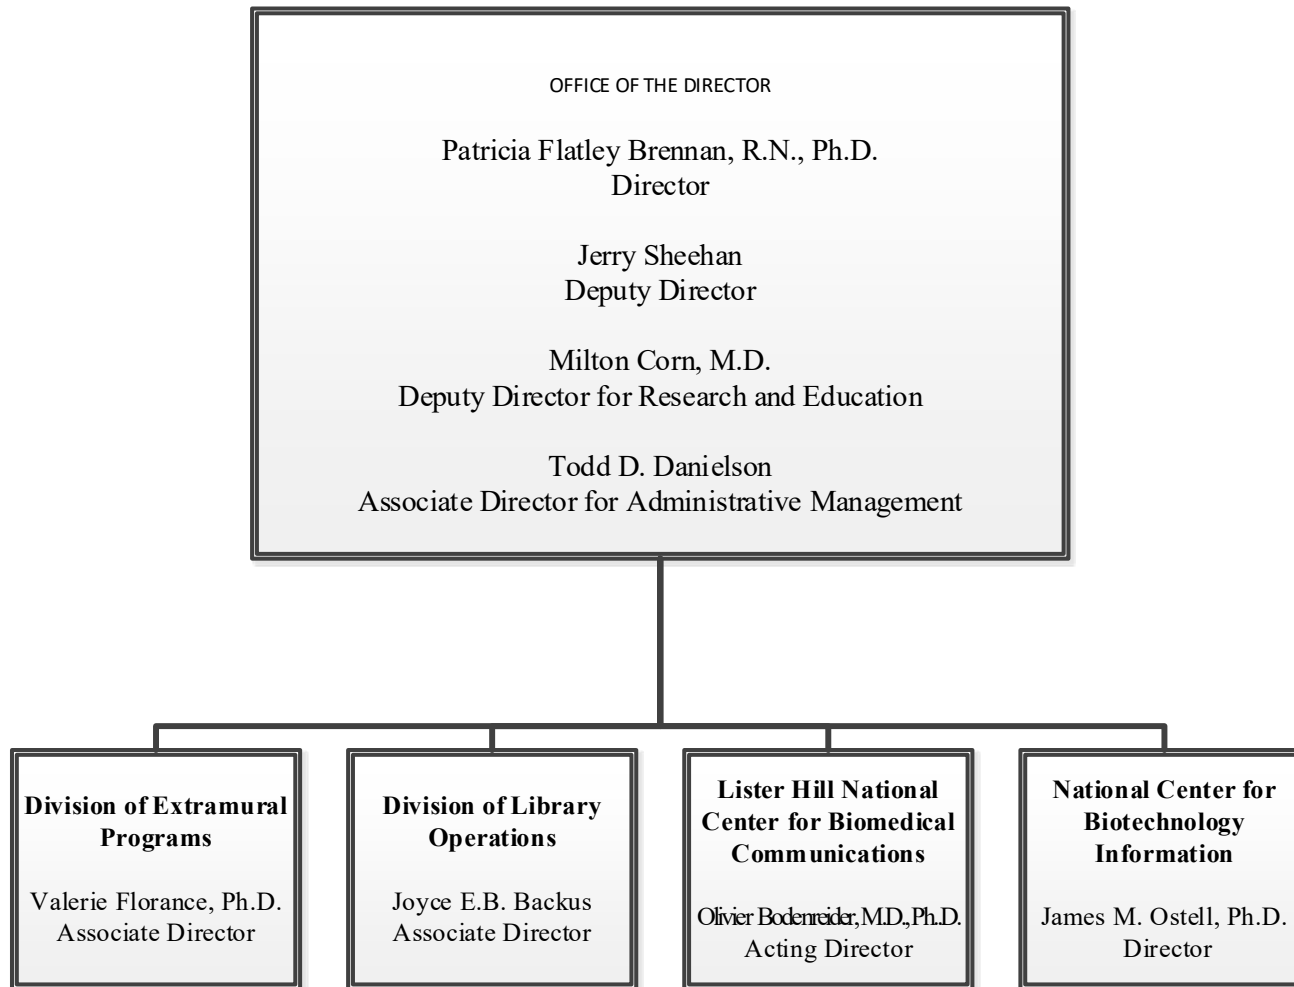 OFFICE OF THE DIRECTOR
Patricia Flatley Brennan, R.N., Ph.D.
Director
Jerry Sheehan
Deputy Director
Milton Corn, M.D.
Deputy Director for Research and Education
Todd D. Danielson
Associate Director for Administrative Management
Division of Extramural
Programs
Valerie Florance, Ph.D.
Associate Director
Division of Library
Operations
Joyce E.B. Backus
Associate Director
Lister Hill National
Center for Biomedical
Communications
Olivier Bodenreider, M.D., Ph.D.
Acting Director
National Center for
Biotechnology
Information
James M. Ostell, Ph.D.
Director